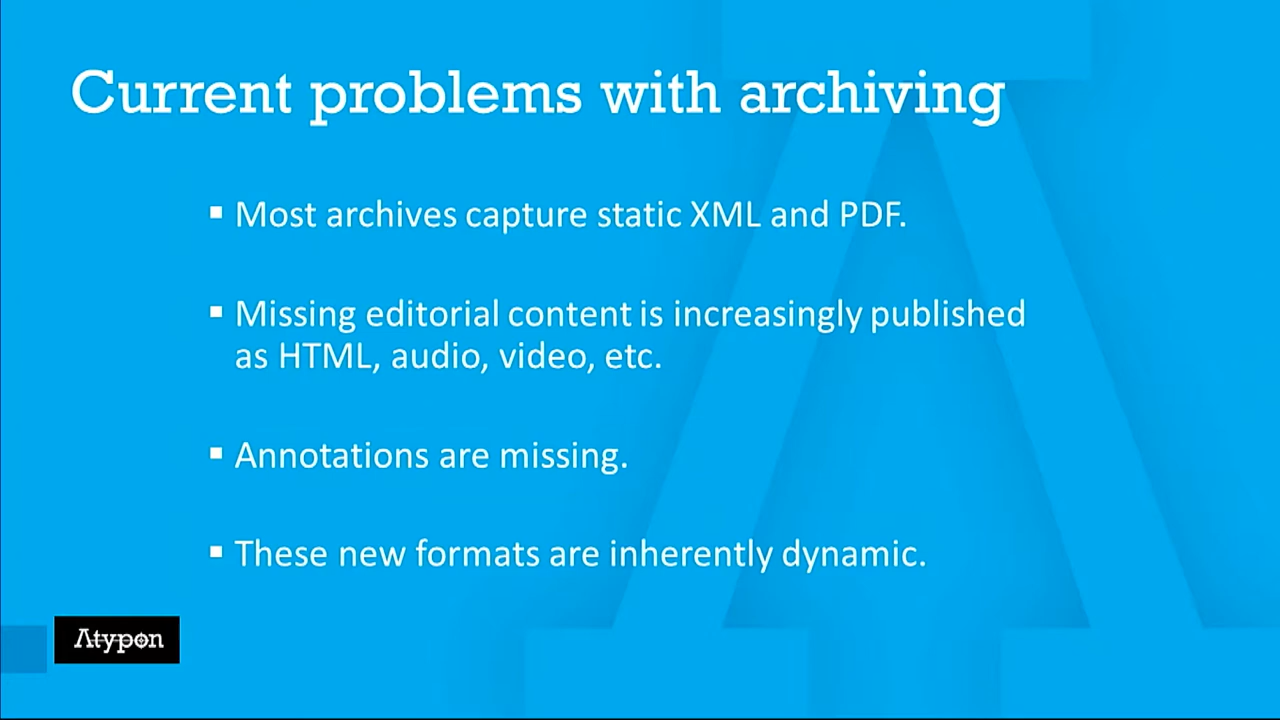 Current problems with archiving
▪ Most archives capture static XML and PDF.
▪ Missing editorial content is increasingly published
as HTML, audio, video, etc.
▪ Annotations are missing.
▪ These new formats are inherently dynamic.
Atypon